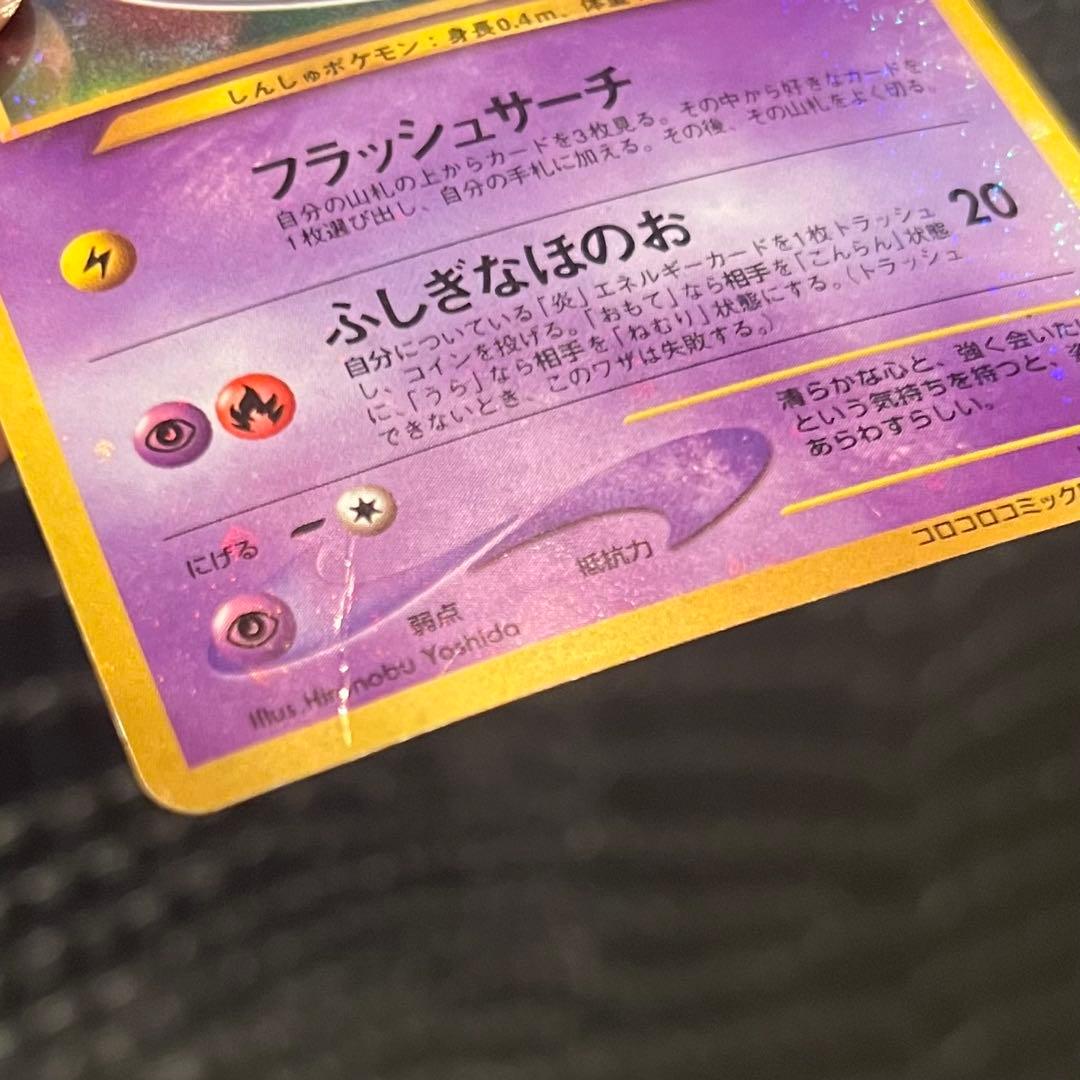 しんしゅポケモン：身長0.4m、体重
フラッシュサーチ
自分の山札の上からカードを3枚見る。その中から好きなカードを
1枚選び出し、自分の手札に加える。その後、その山札をよく切る。
ふしぎなほのお 20
自分についている「炎」エネルギーカードを1枚トラッシュ
し、コインを投げる。「おもて」なら相手を「こんらん」状態
に、「うら」なら相手を「ねむり」状態にする。（トラッシュ
できないとき、このワザは失敗する。）
清らかな心と、強く会いたい
という気持ちを持つと、
あらわすらしい。
にげる
弱点
抵抗力
Illus. Hironobu Yoshida
コロコロコミック